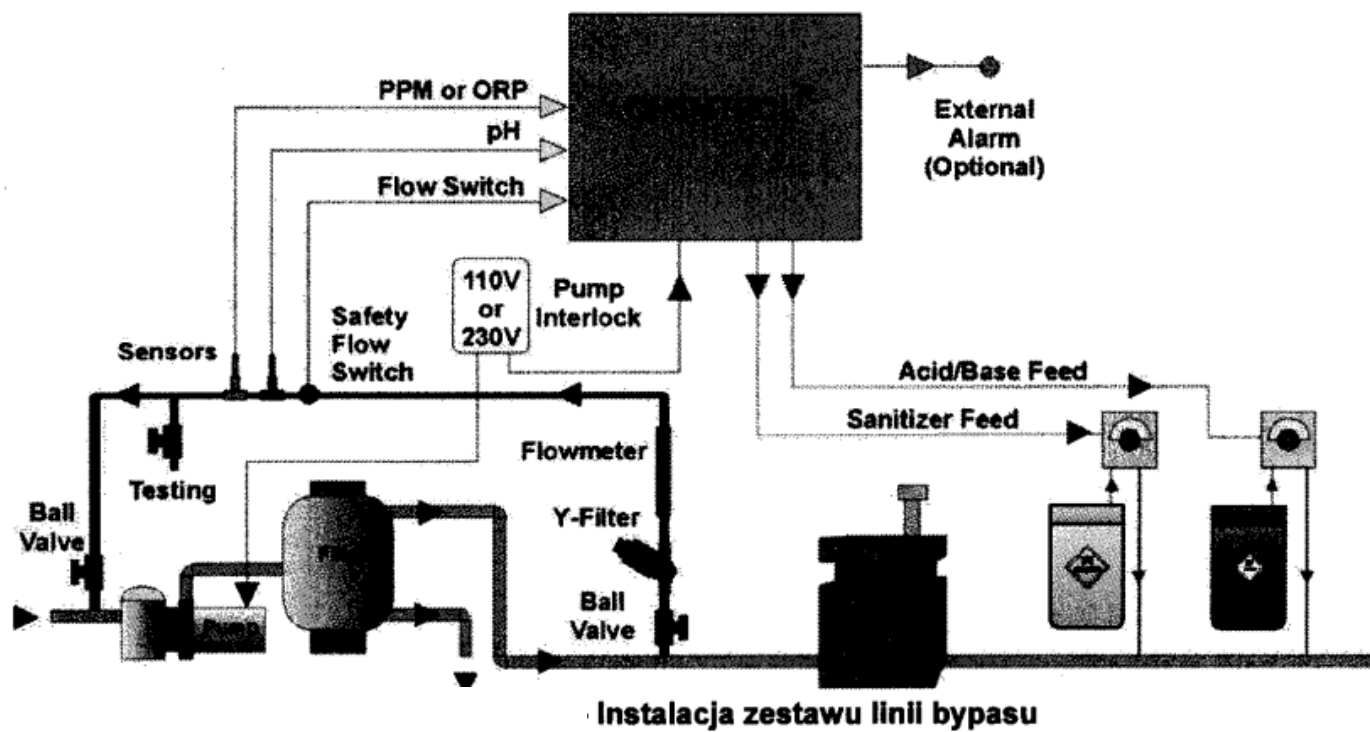 PPM or ORP
pH
Flow Switch
External
Alarm
(Optional)
110V
or
230V
Pump
Interlock
Safety
Flow
Switch
Sensors
Acid/Base Feed
Sanitizer Feed
Flowmeter
Testing
Y-Filter
Ball
Valve
Pump
Ball
Valve
Instalacja zestawu linii bypasu